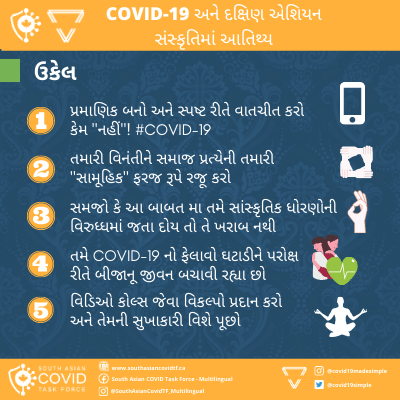 COVID-19 અને દક્ષિણ એશિયન
સંસ્કૃતિમાં આતિથ્ય
ઉકેલ
1 પ્રમાણિક બનો અને સ્પષ્ટ રીતે વાતચીત કરો
કેમ "નહીં"! #COVID-19
2 તમારી વિનંતીને સમાજ પ્રત્યેની તમારી
"સામૂહિક" ફરજ રૂપે રજૂ કરો
3 સમજો કે આ બાબત મા તમે સાંસ્કૃતિક ધોરણોની
વિરુધ્ધમાં જતા દોય તો તે ખરાબ નથી
4 તમે COVID-19 નો ફેલાવો ઘટાડીને પરોક્ષ
રીતે બીજાનૂ જીવન બચાવી રહ્યા છો
5 વિડિઓ કોલ્સ જેવા વિકલ્પો પ્રદાન કરો
અને તેમની સુખાકારી વિશે પૂછો
SOUTH ASIAN
COVID
TASK FORCE
www.southasiancovidtf.ca
South Asian COVID Task Force - Multilingual
@SouthAsianCovidTF_Multilingual
@covid19madesimple
@covid19simple